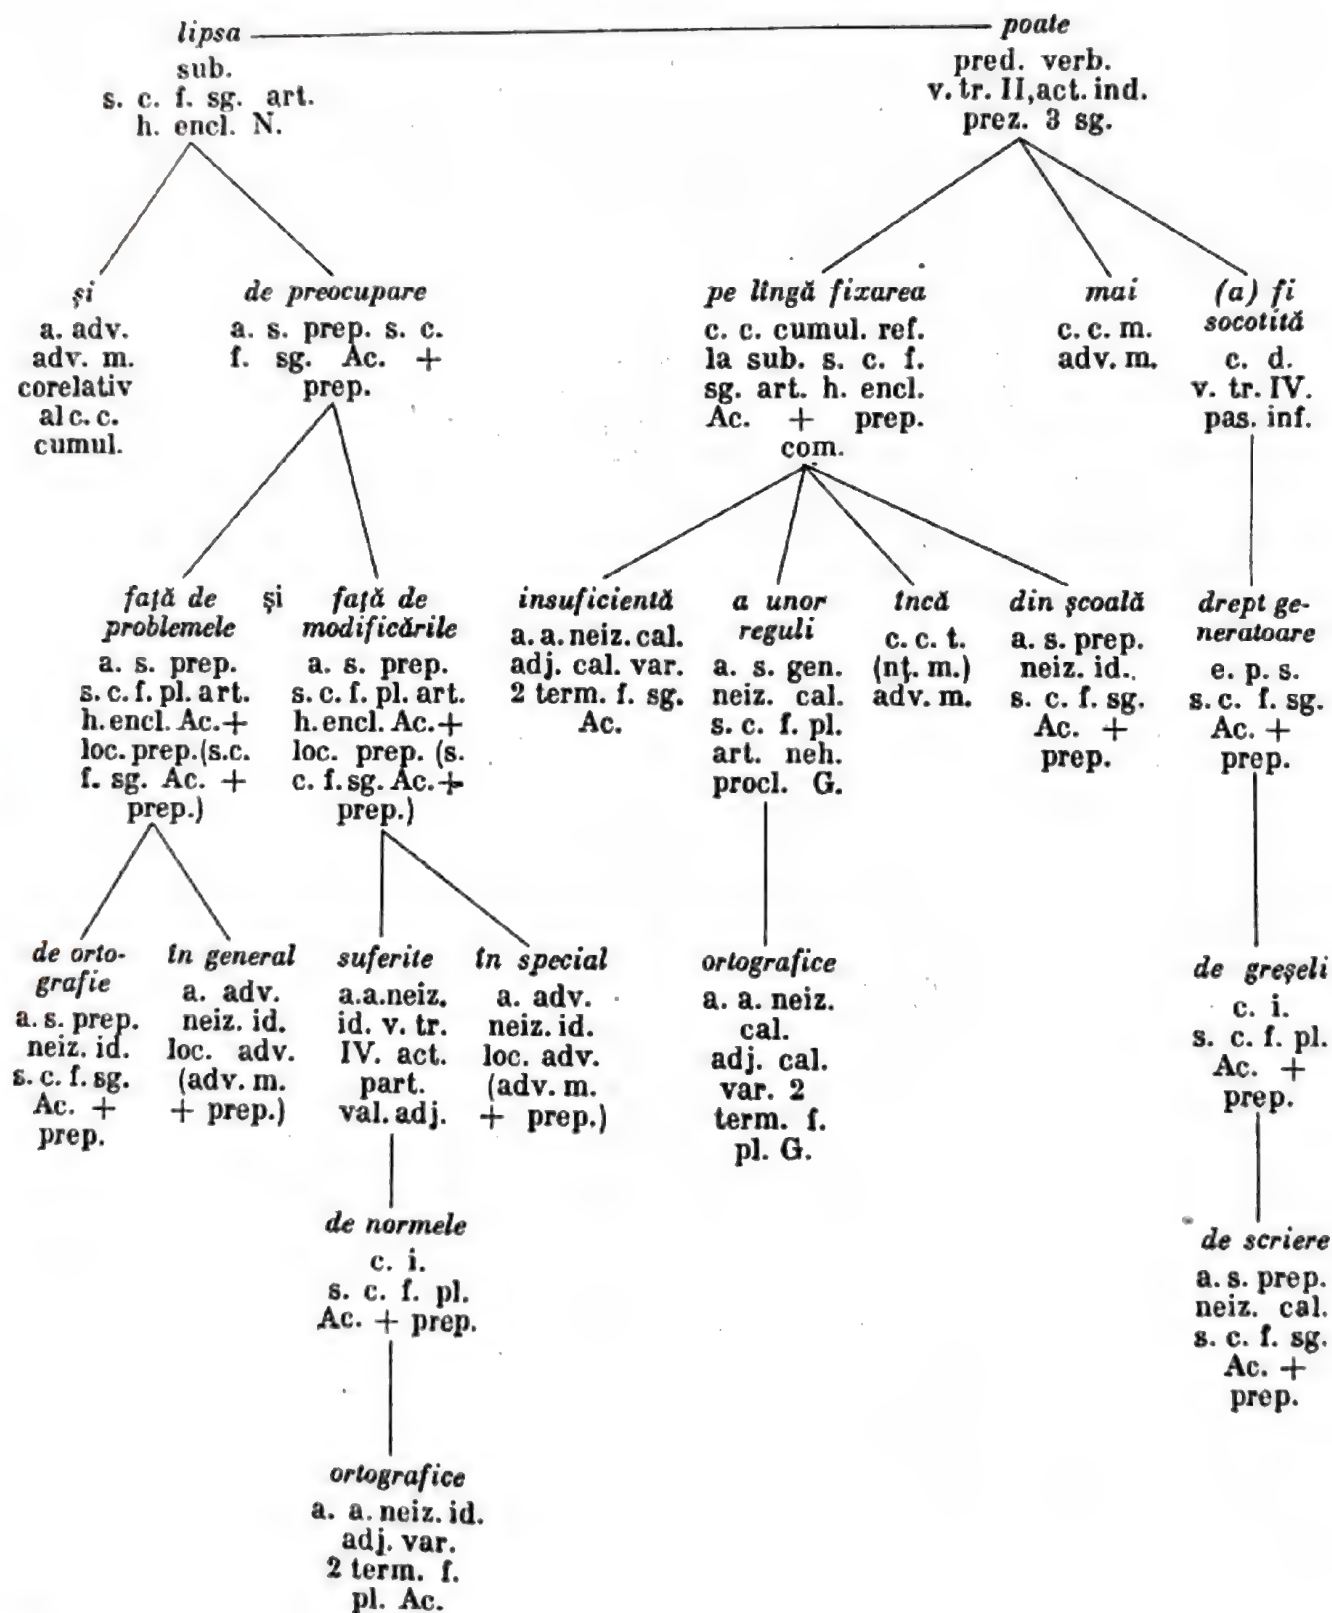 lipsa
sub.
s. c. f. sg. art.
h. encl. N.
poate
pred. verb.
v. tr. II, act. ind.
prez. 3 sg.
și
a. adv.
adv. m.
corelativ
al c. c.
cumul.
de preocupare
a. s. prep. s. c.
f. sg. Ac. +
prep.
pe lîngă fixarea
c. c. cumul. ref.
la sub. s. c. f.
sg. art. h. encl.
Ac. + prep.
com.
mai
c. c. m.
adv. m.
(a) fi
socotită
c. d.
v. tr. IV.
pas. inf.
față de
problemele
a. s. prep.
s. c. f. pl. art.
h. encl. Ac. +
loc. prep. (s. c.
f. sg. Ac. +
prep.)
și
față de
modificările
a. s. prep.
s. c. f. pl. art.
h. encl. Ac. +
loc. prep. (s.
c. f. sg. Ac. +
prep.)
insuficientă
a. a. neiz. cal.
adj. cal. var.
2 term. f. sg.
Ac.
a unor
reguli
a. s. gen.
neiz. cal.
s. c. f. pl.
art. neh.
procl. G.
încă
c. c. t.
(nț. m.)
adv. m.
din școală
a. s. prep.
neiz. id.
s. c. f. sg.
Ac. +
prep.
drept ge-
neratoare
e. p. s.
s. c. f. sg.
Ac. +
prep.
de orto-
grafie
a. s. prep.
neiz. id.
s. c. f. sg.
Ac. +
prep.
în general
a. adv.
neiz. id.
loc. adv.
(adv. m.
+ prep.)
suferite
a. a. neiz.
id. v. tr.
IV. act.
part.
val. adj.
în special
a. adv.
neiz. id.
loc. adv.
(adv. m.
+ prep.)
ortografice
a. a. neiz.
cal.
adj. cal.
var. 2
term. f.
pl. G.
de greșeli
c. i.
s. c. f. pl.
Ac. +
prep.
de normele
c. i.
s. c. f. pl.
Ac. + prep.
de scriere
a. s. prep.
neiz. cal.
s. c. f. sg.
Ac. +
prep.
ortografice
a. a. neiz. id.
adj. var.
2 term. f.
pl. Ac.